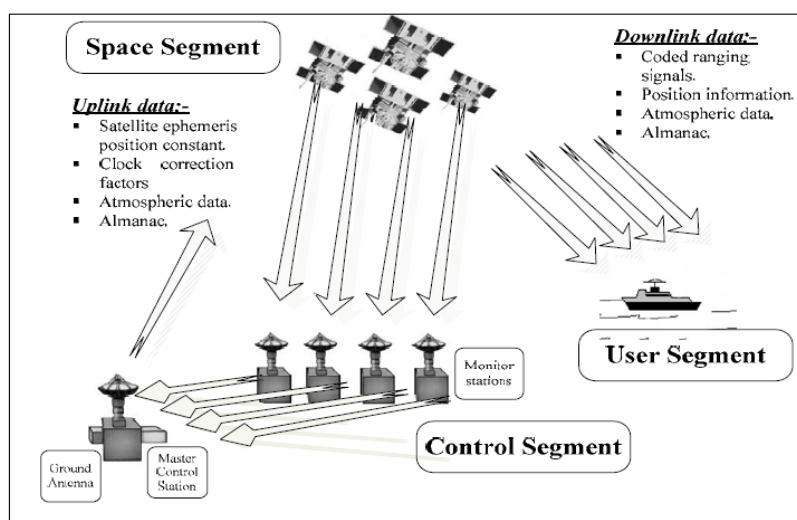 Space Segment
Uplink data:-
▪ Satellite ephemeris
position constant.
▪ Clock correction
factors
▪ Atmospheric data.
▪ Almanac.
Downlink data:-
▪ Coded ranging
signals.
▪ Position information.
▪ Atmospheric data.
▪ Almanac.
User Segment
Monitor
stations
Control Segment
Ground
Antenna
Master
Control
Station